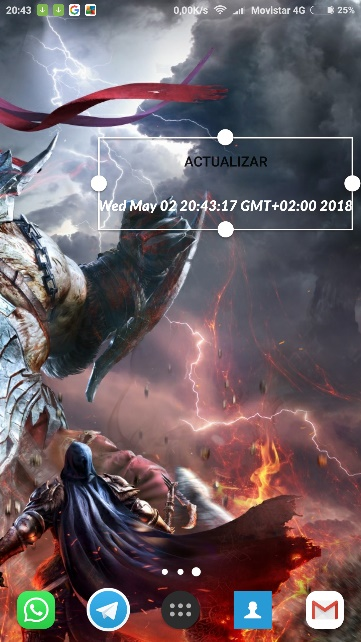 20:43 0,00K/s Movistar 4G 25%
ACTUALIZAR
Wed May 02 20:43:17 GMT+02:00 2018